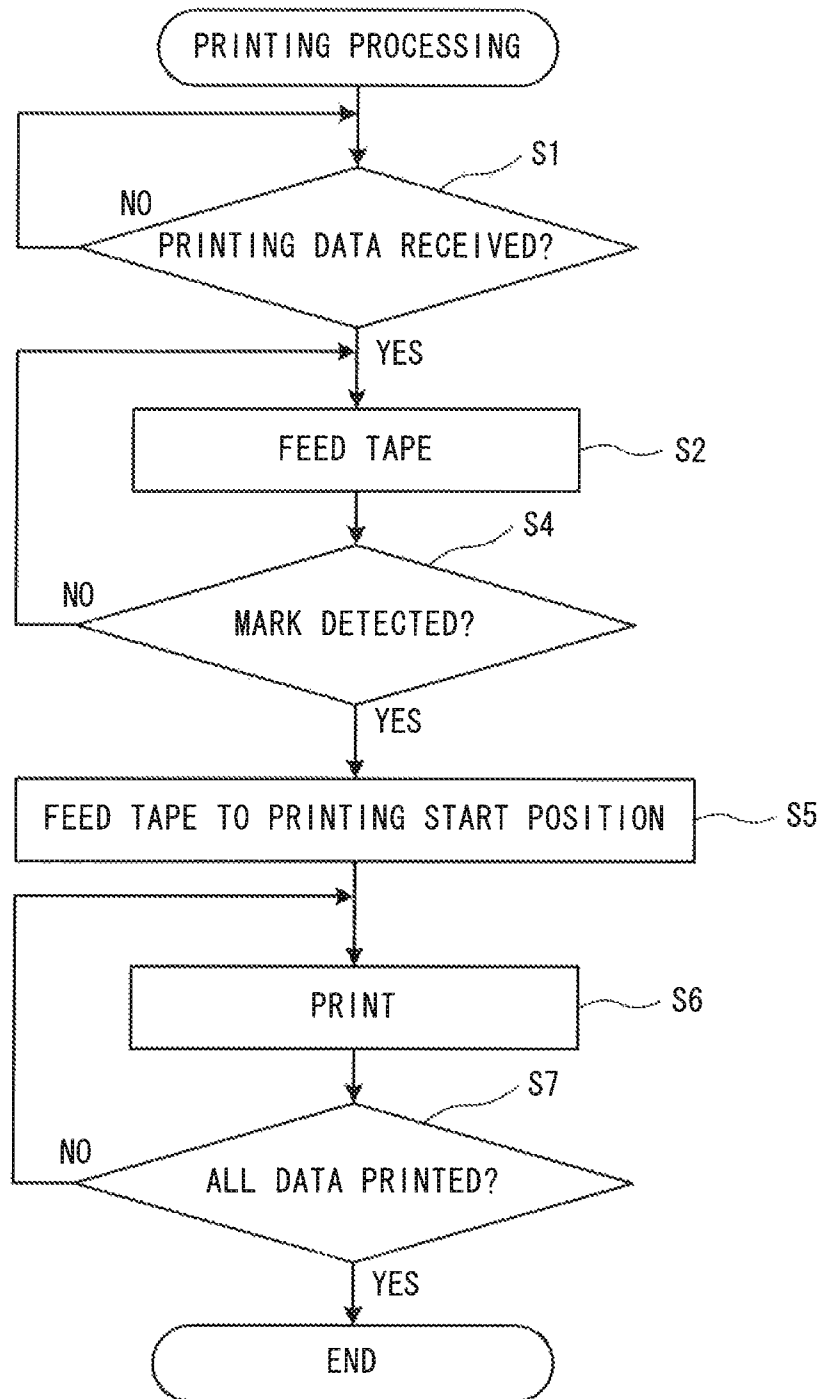 PRINTING PROCESSING
S1
NO
PRINTING DATA RECEIVED?
YES
FEED TAPE
S2
S4
NO
MARK DETECTED?
YES
FEED TAPE TO PRINTING START POSITION
S5
PRINT
S6
S7
NO
ALL DATA PRINTED?
YES
END